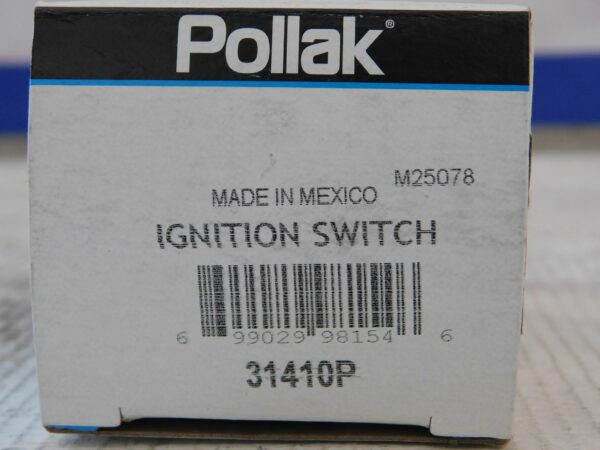 Pollak®
M25078
MADE IN MEXICO
IGNITION SWITCH
6 99029 98154 6
31410P